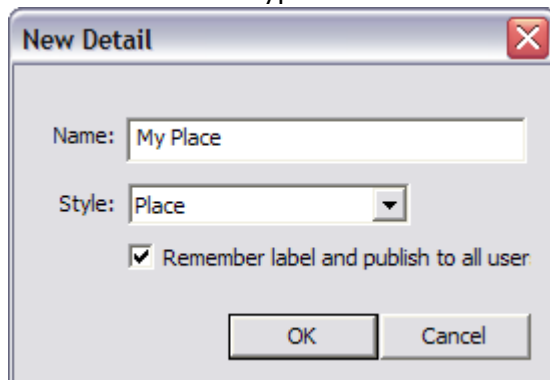 New Detail
Name: My Place
Style: Place
Remember label and publish to all user
OK Cancel